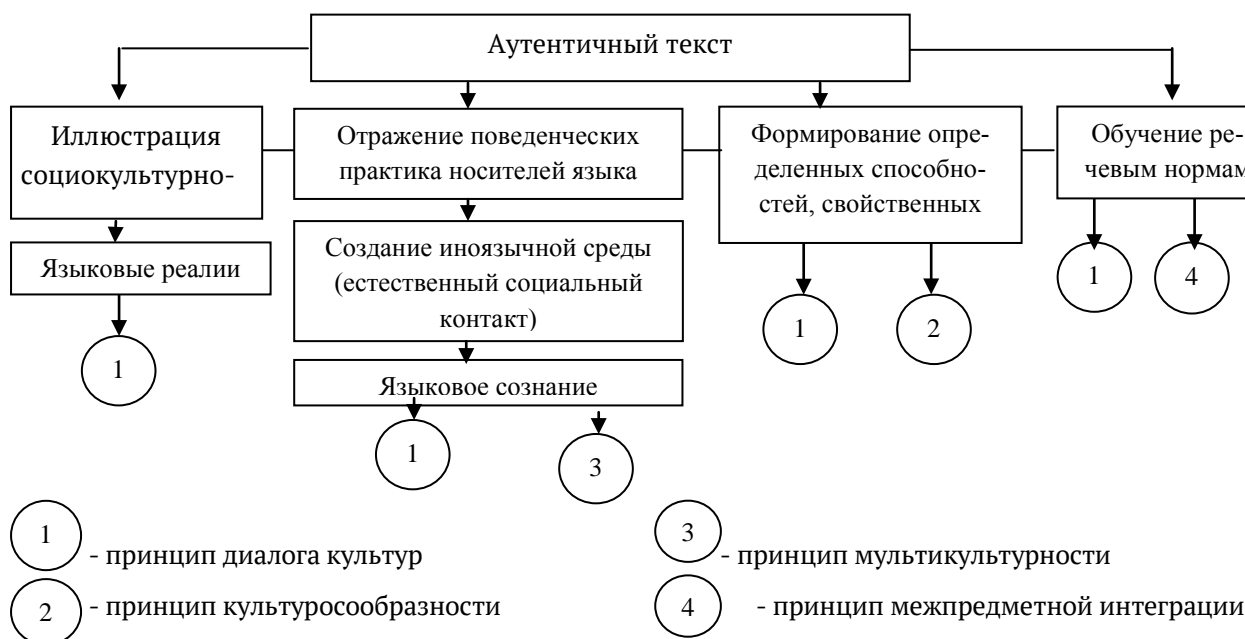 Аутентичный текст
Иллюстрация
социокультурно-
Отражение поведенческих
практика носителей языка
Формирование опре-
деленных способно-
стей, свойственных
Обучение ре-
чевым нормам
Языковые реалии
Создание иноязычной среды
(естественный социальный
контакт)
1
4
1
2
1
Языковое сознание
1
3
1 - принцип диалога культур
3 - принцип мультикультурности
2 - принцип культуросообразности
4 - принцип межпредметной интеграции